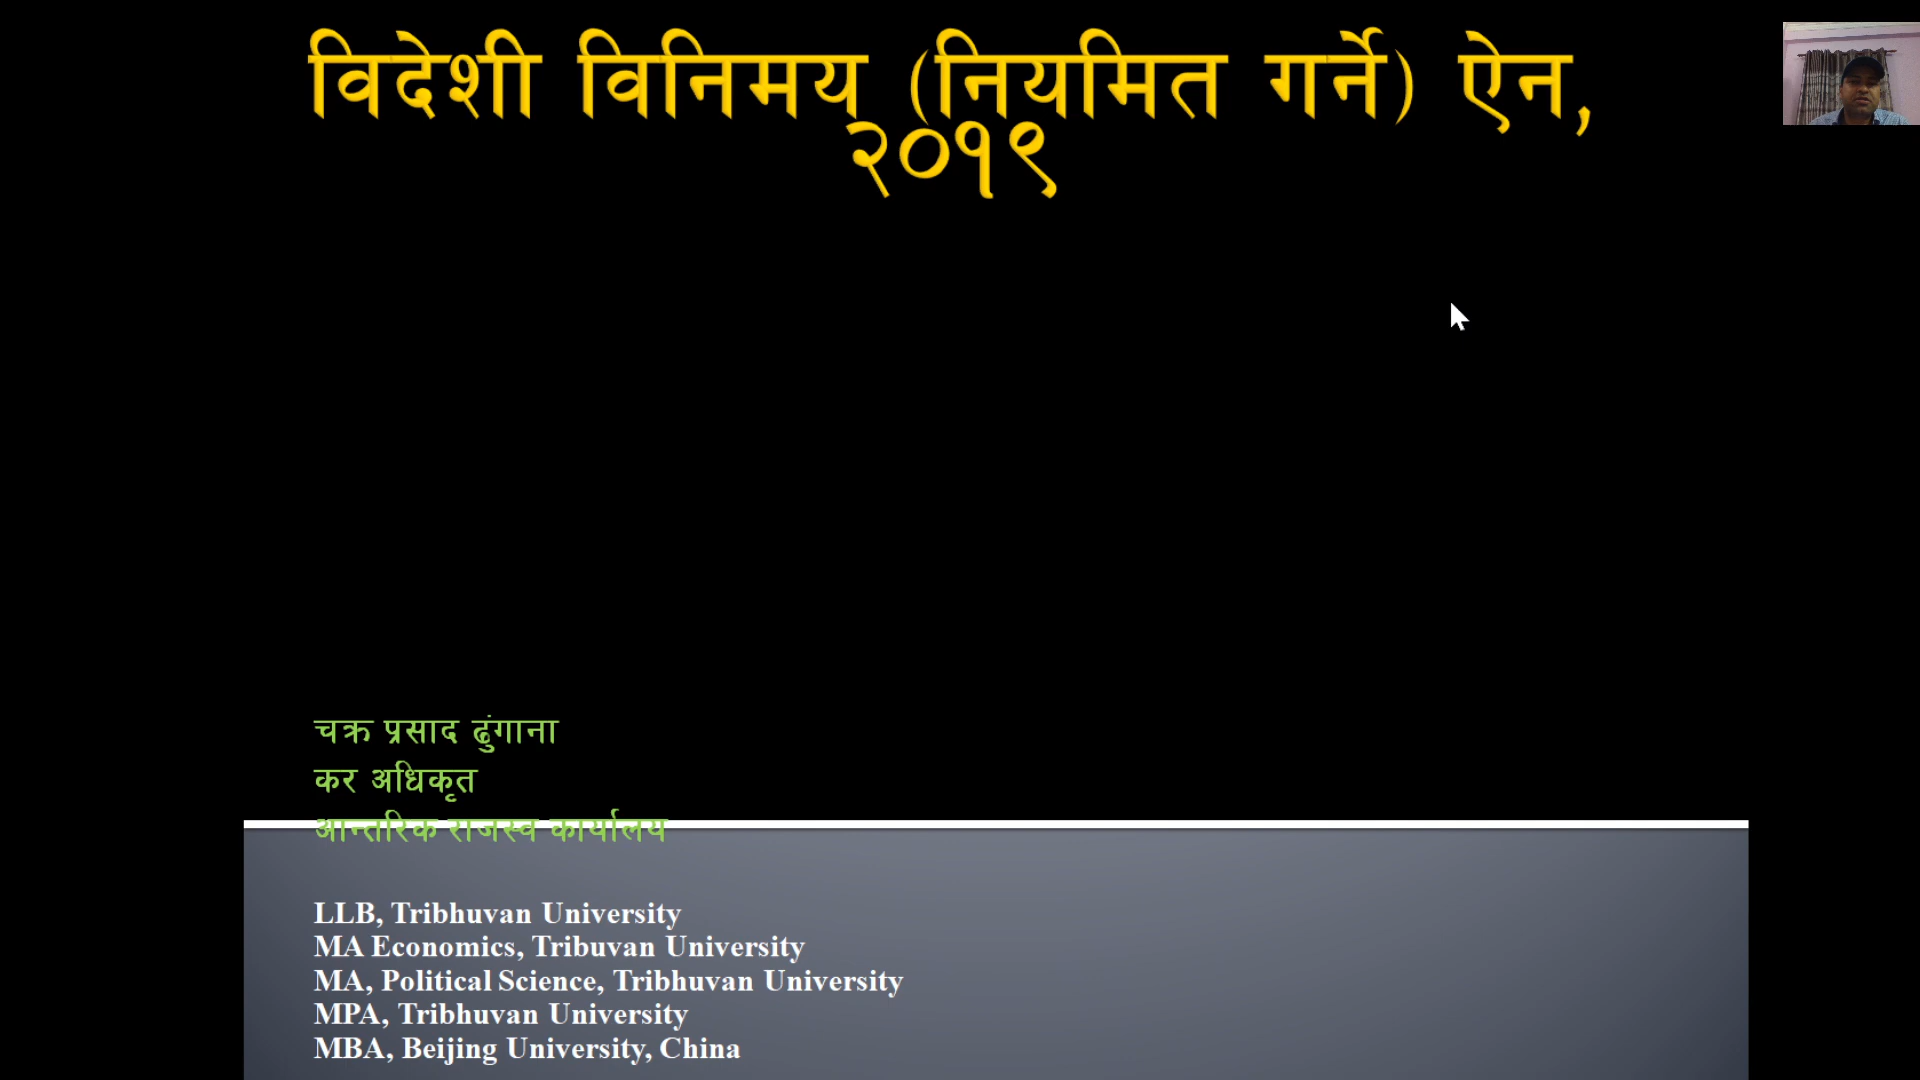 विदेशी विनिमय (नियमित गर्ने) ऐन,
२०१९
चक्र प्रसाद ढुंगाना
कर अधिकृत
आन्तरिक राजस्व कार्यालय
LLB, Tribhuvan University
MA Economics, Tribuvan University
MA, Political Science, Tribhuvan University
MPA, Tribhuvan University
MBA, Beijing University, China